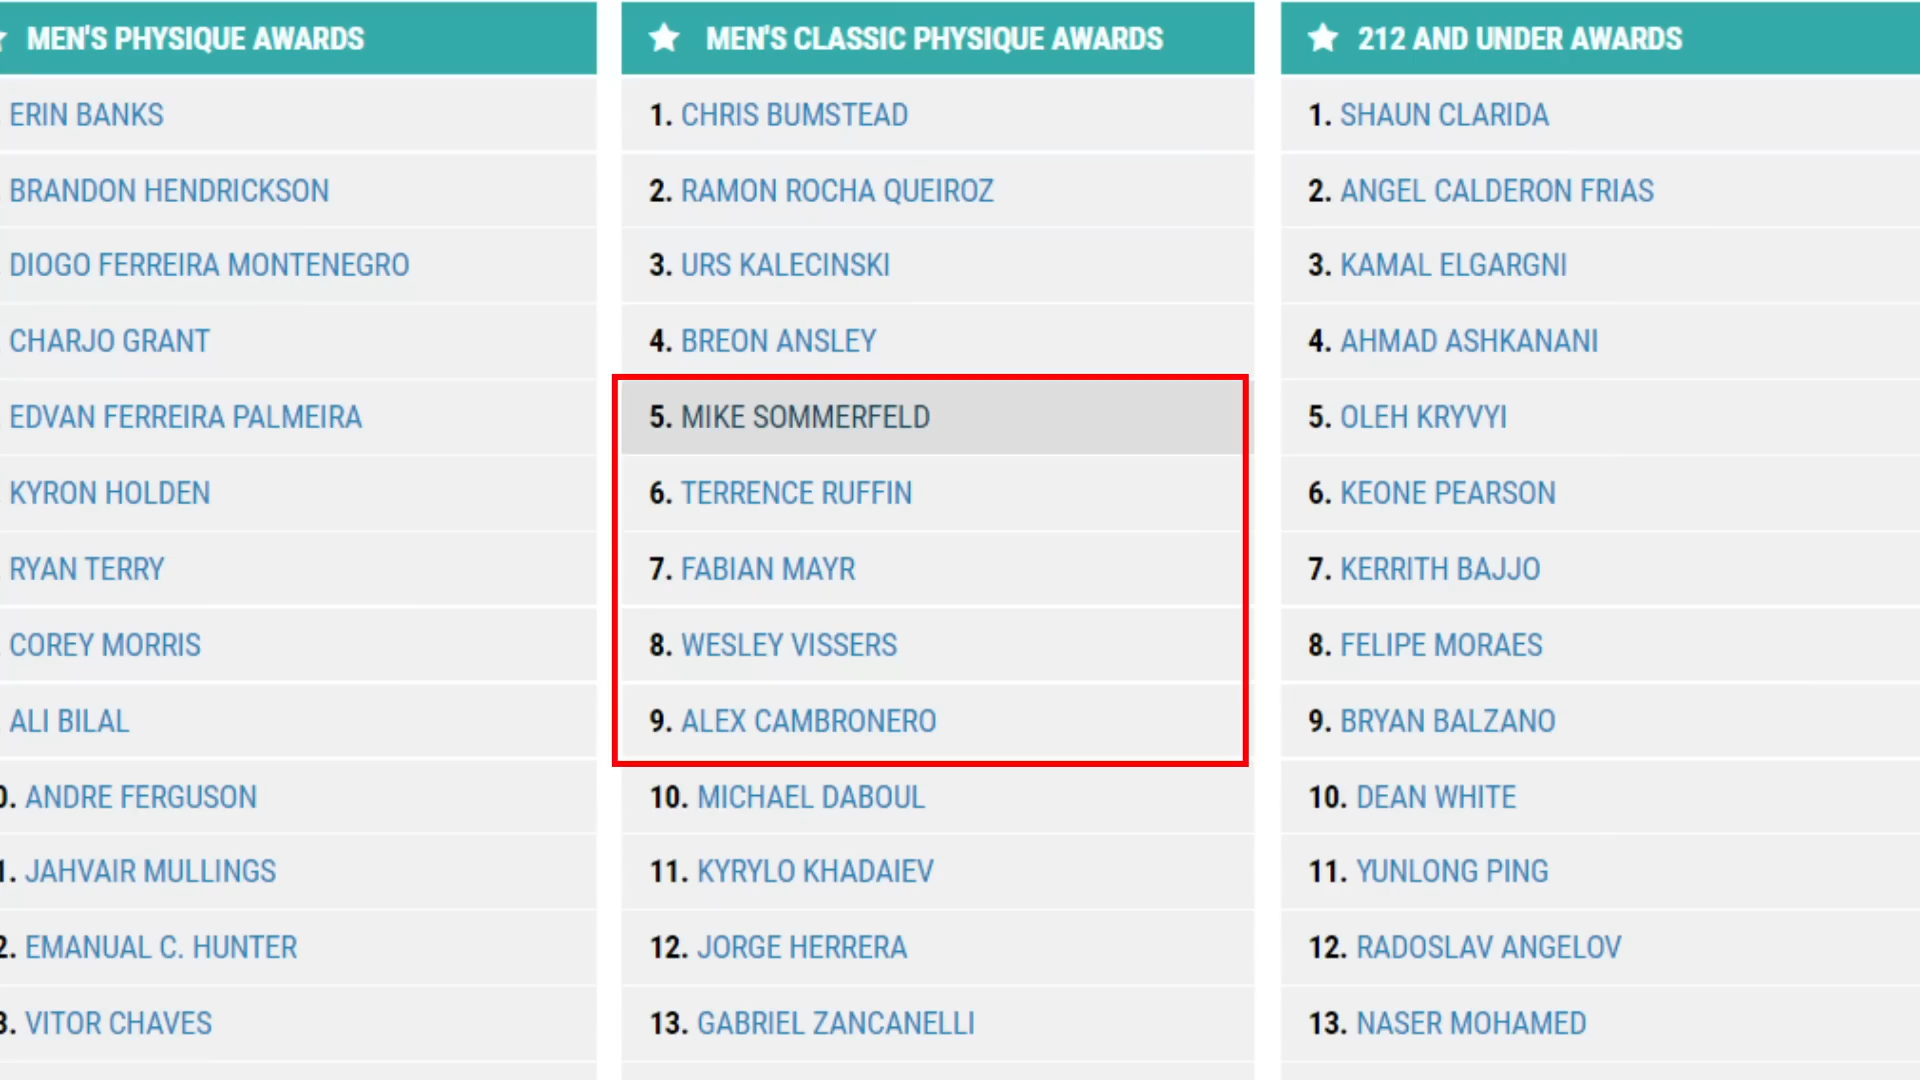 MEN'S PHYSIQUE AWARDS
ERIN BANKS
BRANDON HENDRICKSON
DIOGO FERREIRA MONTENEGRO
CHARJO GRANT
EDVAN FERREIRA PALMEIRA
KYRON HOLDEN
RYAN TERRY
COREY MORRIS
ALI BILAL
0. ANDRE FERGUSON
1. JAHVAIR MULLINGS
2. EMANUAL C. HUNTER
3. VITOR CHAVES
MEN'S CLASSIC PHYSIQUE AWARDS
1. CHRIS BUMSTEAD
2. RAMON ROCHA QUEIROZ
3. URS KALECINSKI
4. BREON ANSLEY
5. MIKE SOMMERFELD
6. TERRENCE RUFFIN
7. FABIAN MAYR
8. WESLEY VISSERS
9. ALEX CAMBRONERO
10. MICHAEL DABOUL
11. KYRYLO KHADAIEV
12. JORGE HERRERA
13. GABRIEL ZANCANELLI
212 AND UNDER AWARDS
1. SHAUN CLARIDA
2. ANGEL CALDERON FRIAS
3. KAMAL ELGARGNI
4. AHMAD ASHKANANI
5. OLEH KRYVYI
6. KEONE PEARSON
7. KERRITH BAJJO
8. FELIPE MORAES
9. BRYAN BALZANO
10. DEAN WHITE
11. YUNLONG PING
12. RADOSLAV ANGELOV
13. NASER MOHAMED